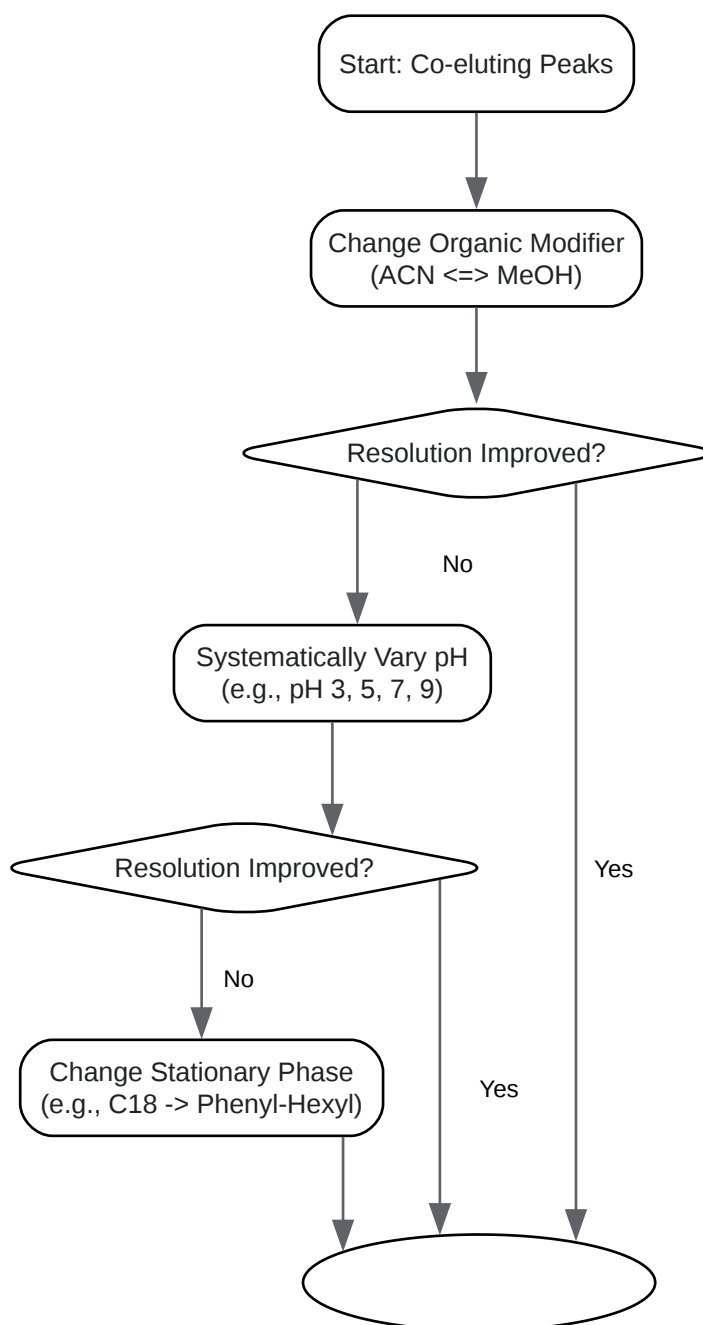 Start: Co-eluting Peaks
Change Organic Modifier
(ACN <=> MeOH)
Resolution Improved?
No
Systematically Vary pH
(e.g., pH 3, 5, 7, 9)
Resolution Improved?
Yes
No
Change Stationary Phase
(e.g., C18 -> Phenyl-Hexyl)
Yes